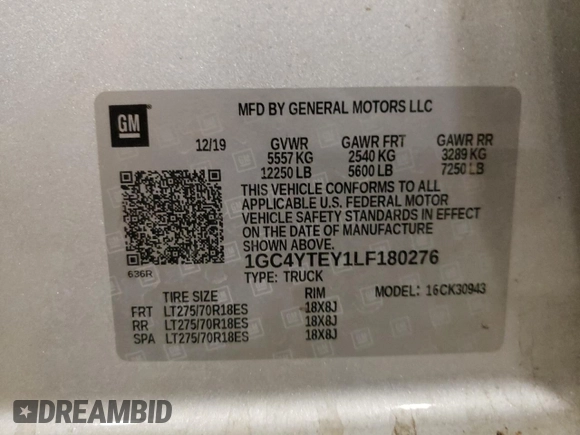 GM
MFD BY GENERAL MOTORS LLC
12/19 GVWR GAWR FRT GAWR RR
5557 KG 2540 KG 3289 KG
12250 LB 5600 LB 7250 LB
THIS VEHICLE CONFORMS TO ALL
APPLICABLE U.S. FEDERAL MOTOR
VEHICLE SAFETY STANDARDS IN EFFECT
ON THE DATE OF MANUFACTURE
SHOWN ABOVE.
636R
1GC4YTEY1LF180276
TYPE: TRUCK MODEL: 16CK30943
TIRE SIZE RIM
FRT LT275/70R18ES 18X8J
RR LT275/70R18ES 18X8J
SPA LT275/70R18ES 18X8J
DREAMBID